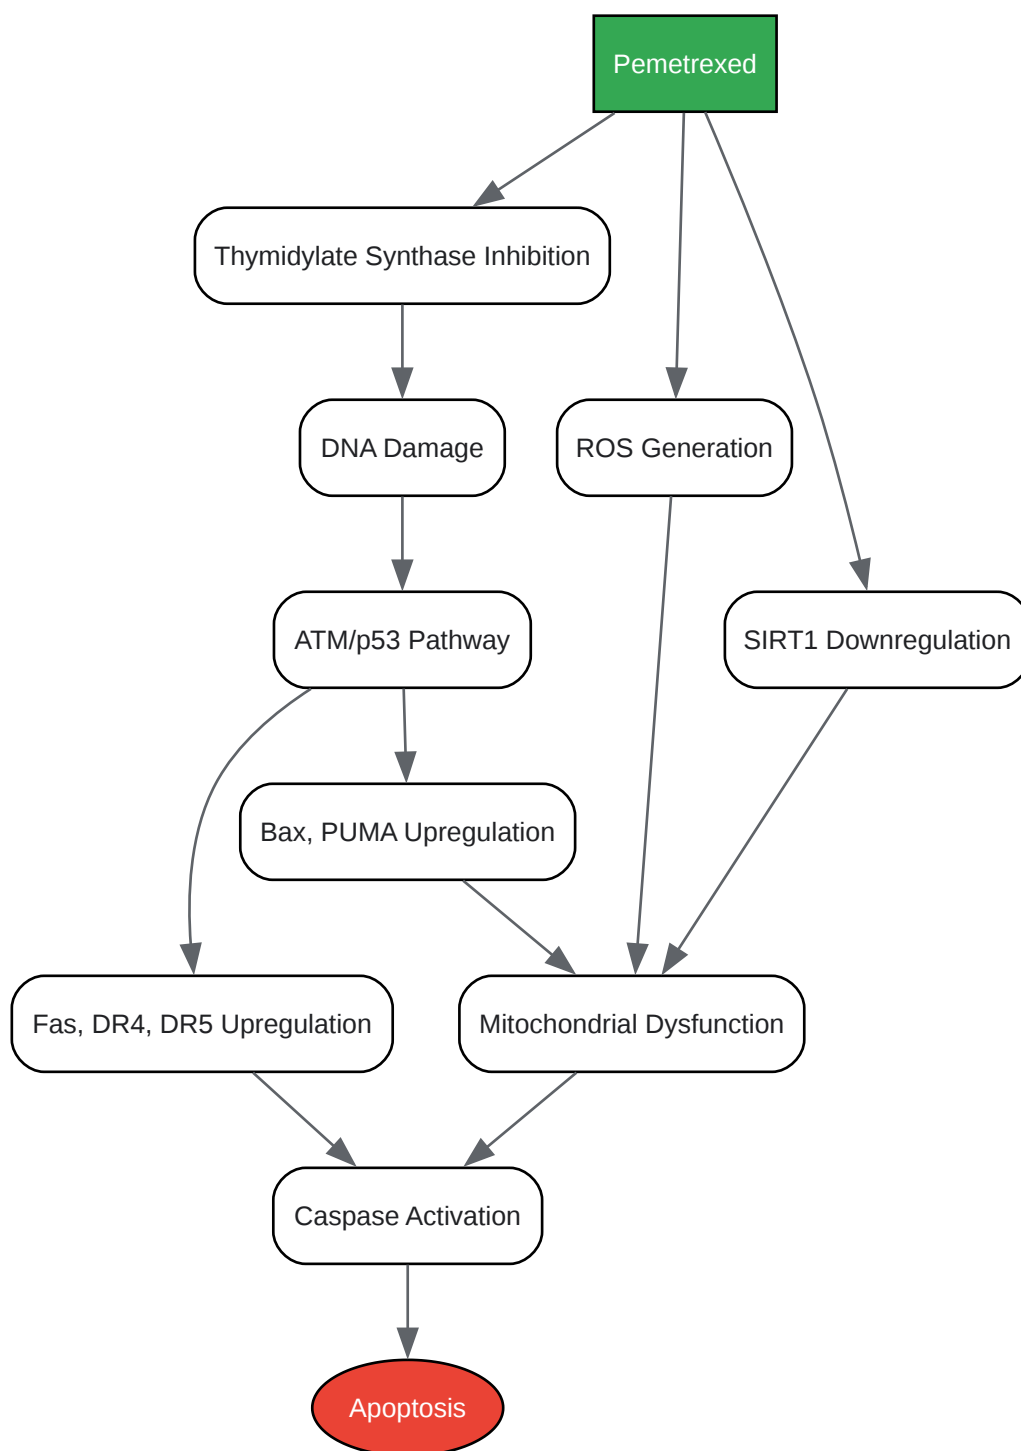 Pemetrexed
Thymidylate Synthase Inhibition
DNA Damage
ROS Generation
ATM/p53 Pathway
SIRT1 Downregulation
Bax, PUMA Upregulation
Fas, DR4, DR5 Upregulation
Mitochondrial Dysfunction
Caspase Activation
Apoptosis